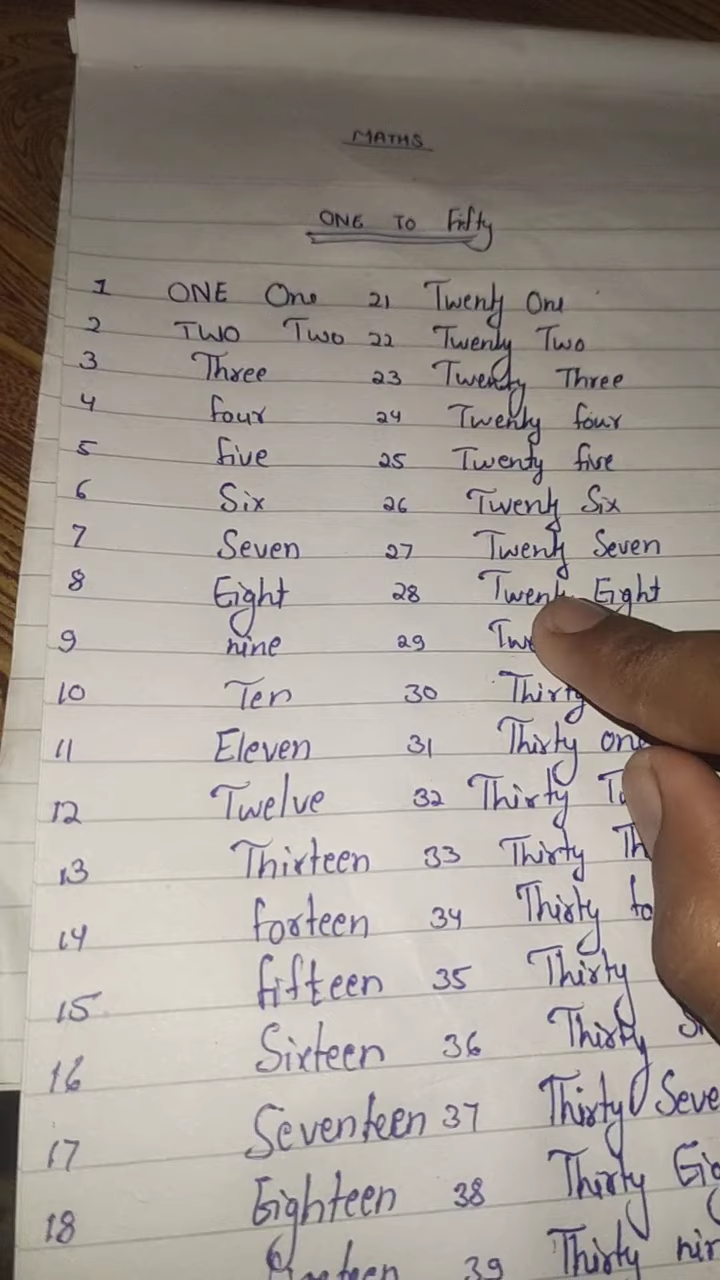 MATHS
ONE TO Fifty
1 ONE One 21 Twenty One
2 TWO Two 22 Twenty Two
3 Three 23 Twenty Three
4 four 24 Twenty four
5 five 25 Twenty five
6 Six 26 Twenty Six
7 Seven 27 Twenty Seven
8 Eight 28 Twenty Eight
9 nine 29
10 Ten 30 Thirty
11 Eleven 31 Thirty one
12 Twelve 32 Thirty
13 Thirteen 33 Thirty
14 forteen 34 Thirty
15 fifteen 35 Thirty
16 Sixteen 36 Thirty
17 Seventeen 37 Thirty
18 Eighteen 38 Thirty
39 Thirty